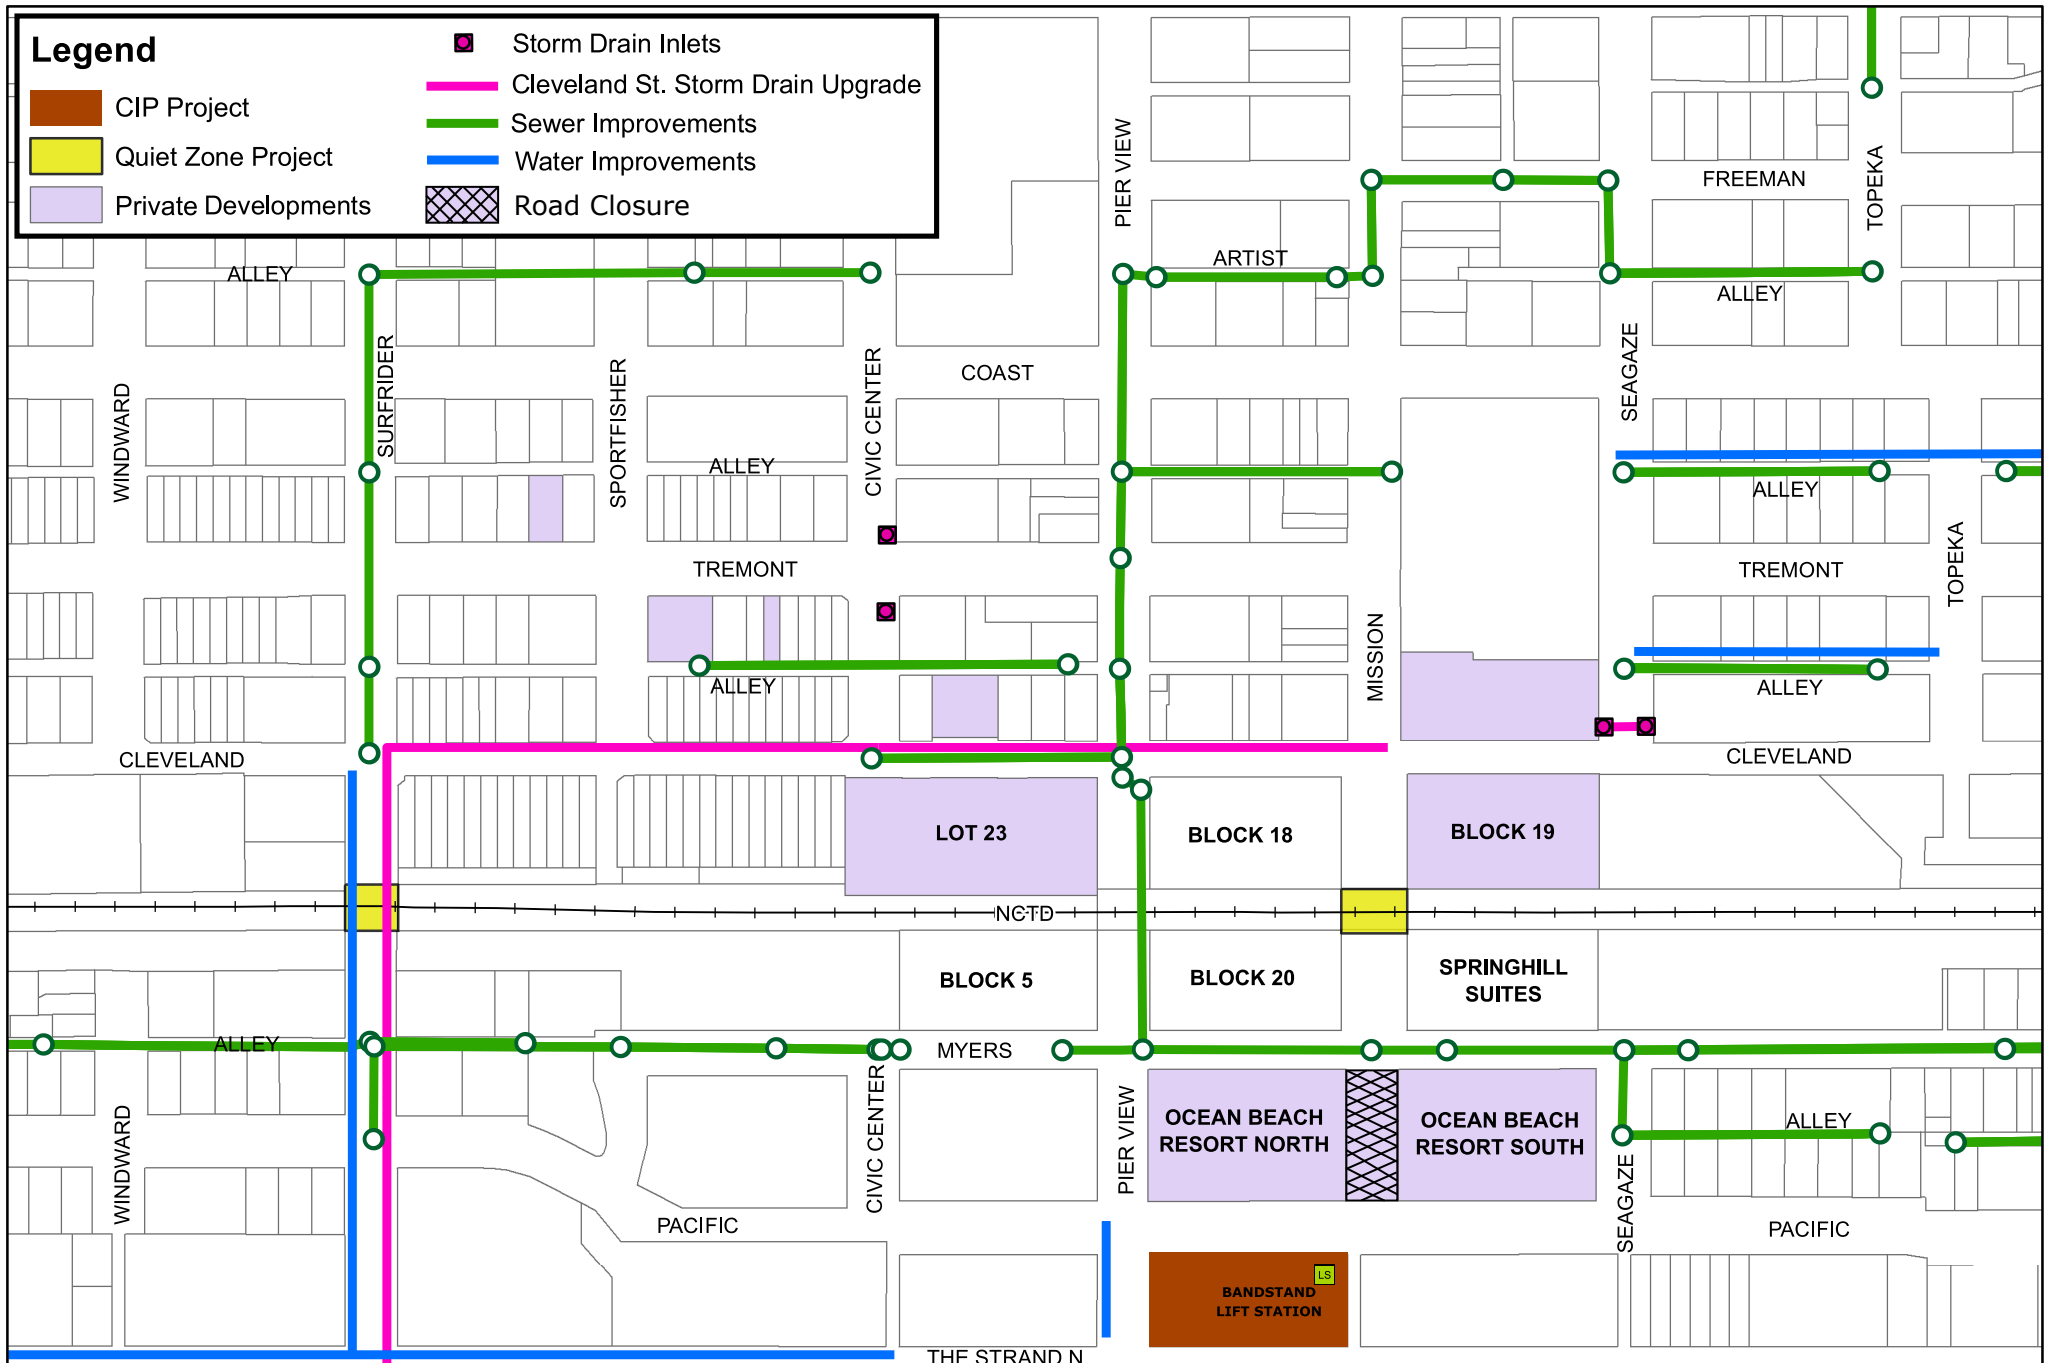 Legend
CIP Project
Quiet Zone Project
Private Developments
Storm Drain Inlets
Cleveland St. Storm Drain Upgrade
Sewer Improvements
Water Improvements
Road Closure
PIER VIEW
TOPEKA
FREEMAN
ALLEY
ARTIST
ALLEY
WINDWARD
SURFRIDER
SPORTFISHER
CIVIC CENTER
COAST
SEAGAZE
ALLEY
ALLEY
TREMONT
TREMONT
TOPEKA
MISSION
ALLEY
ALLEY
CLEVELAND
CLEVELAND
LOT 23
BLOCK 18
BLOCK 19
NCTD
BLOCK 5
BLOCK 20
SPRINGHILL
SUITES
ALLEY
MYERS
WINDWARD
CIVIC CENTER
PIER VIEW
OCEAN BEACH
RESORT NORTH
OCEAN BEACH
RESORT SOUTH
ALLEY
SEAGAZE
PACIFIC
PACIFIC
LS
BANDSTAND
LIFT STATION
THE STRAND N